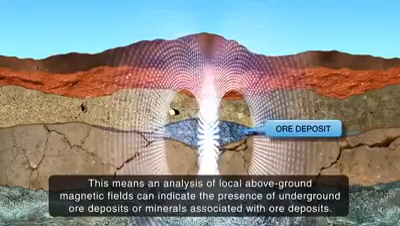 ORE DEPOSIT
This means an analysis of local above-ground
magnetic fields can indicate the presence of underground
ore deposits or minerals associated with ore deposits.